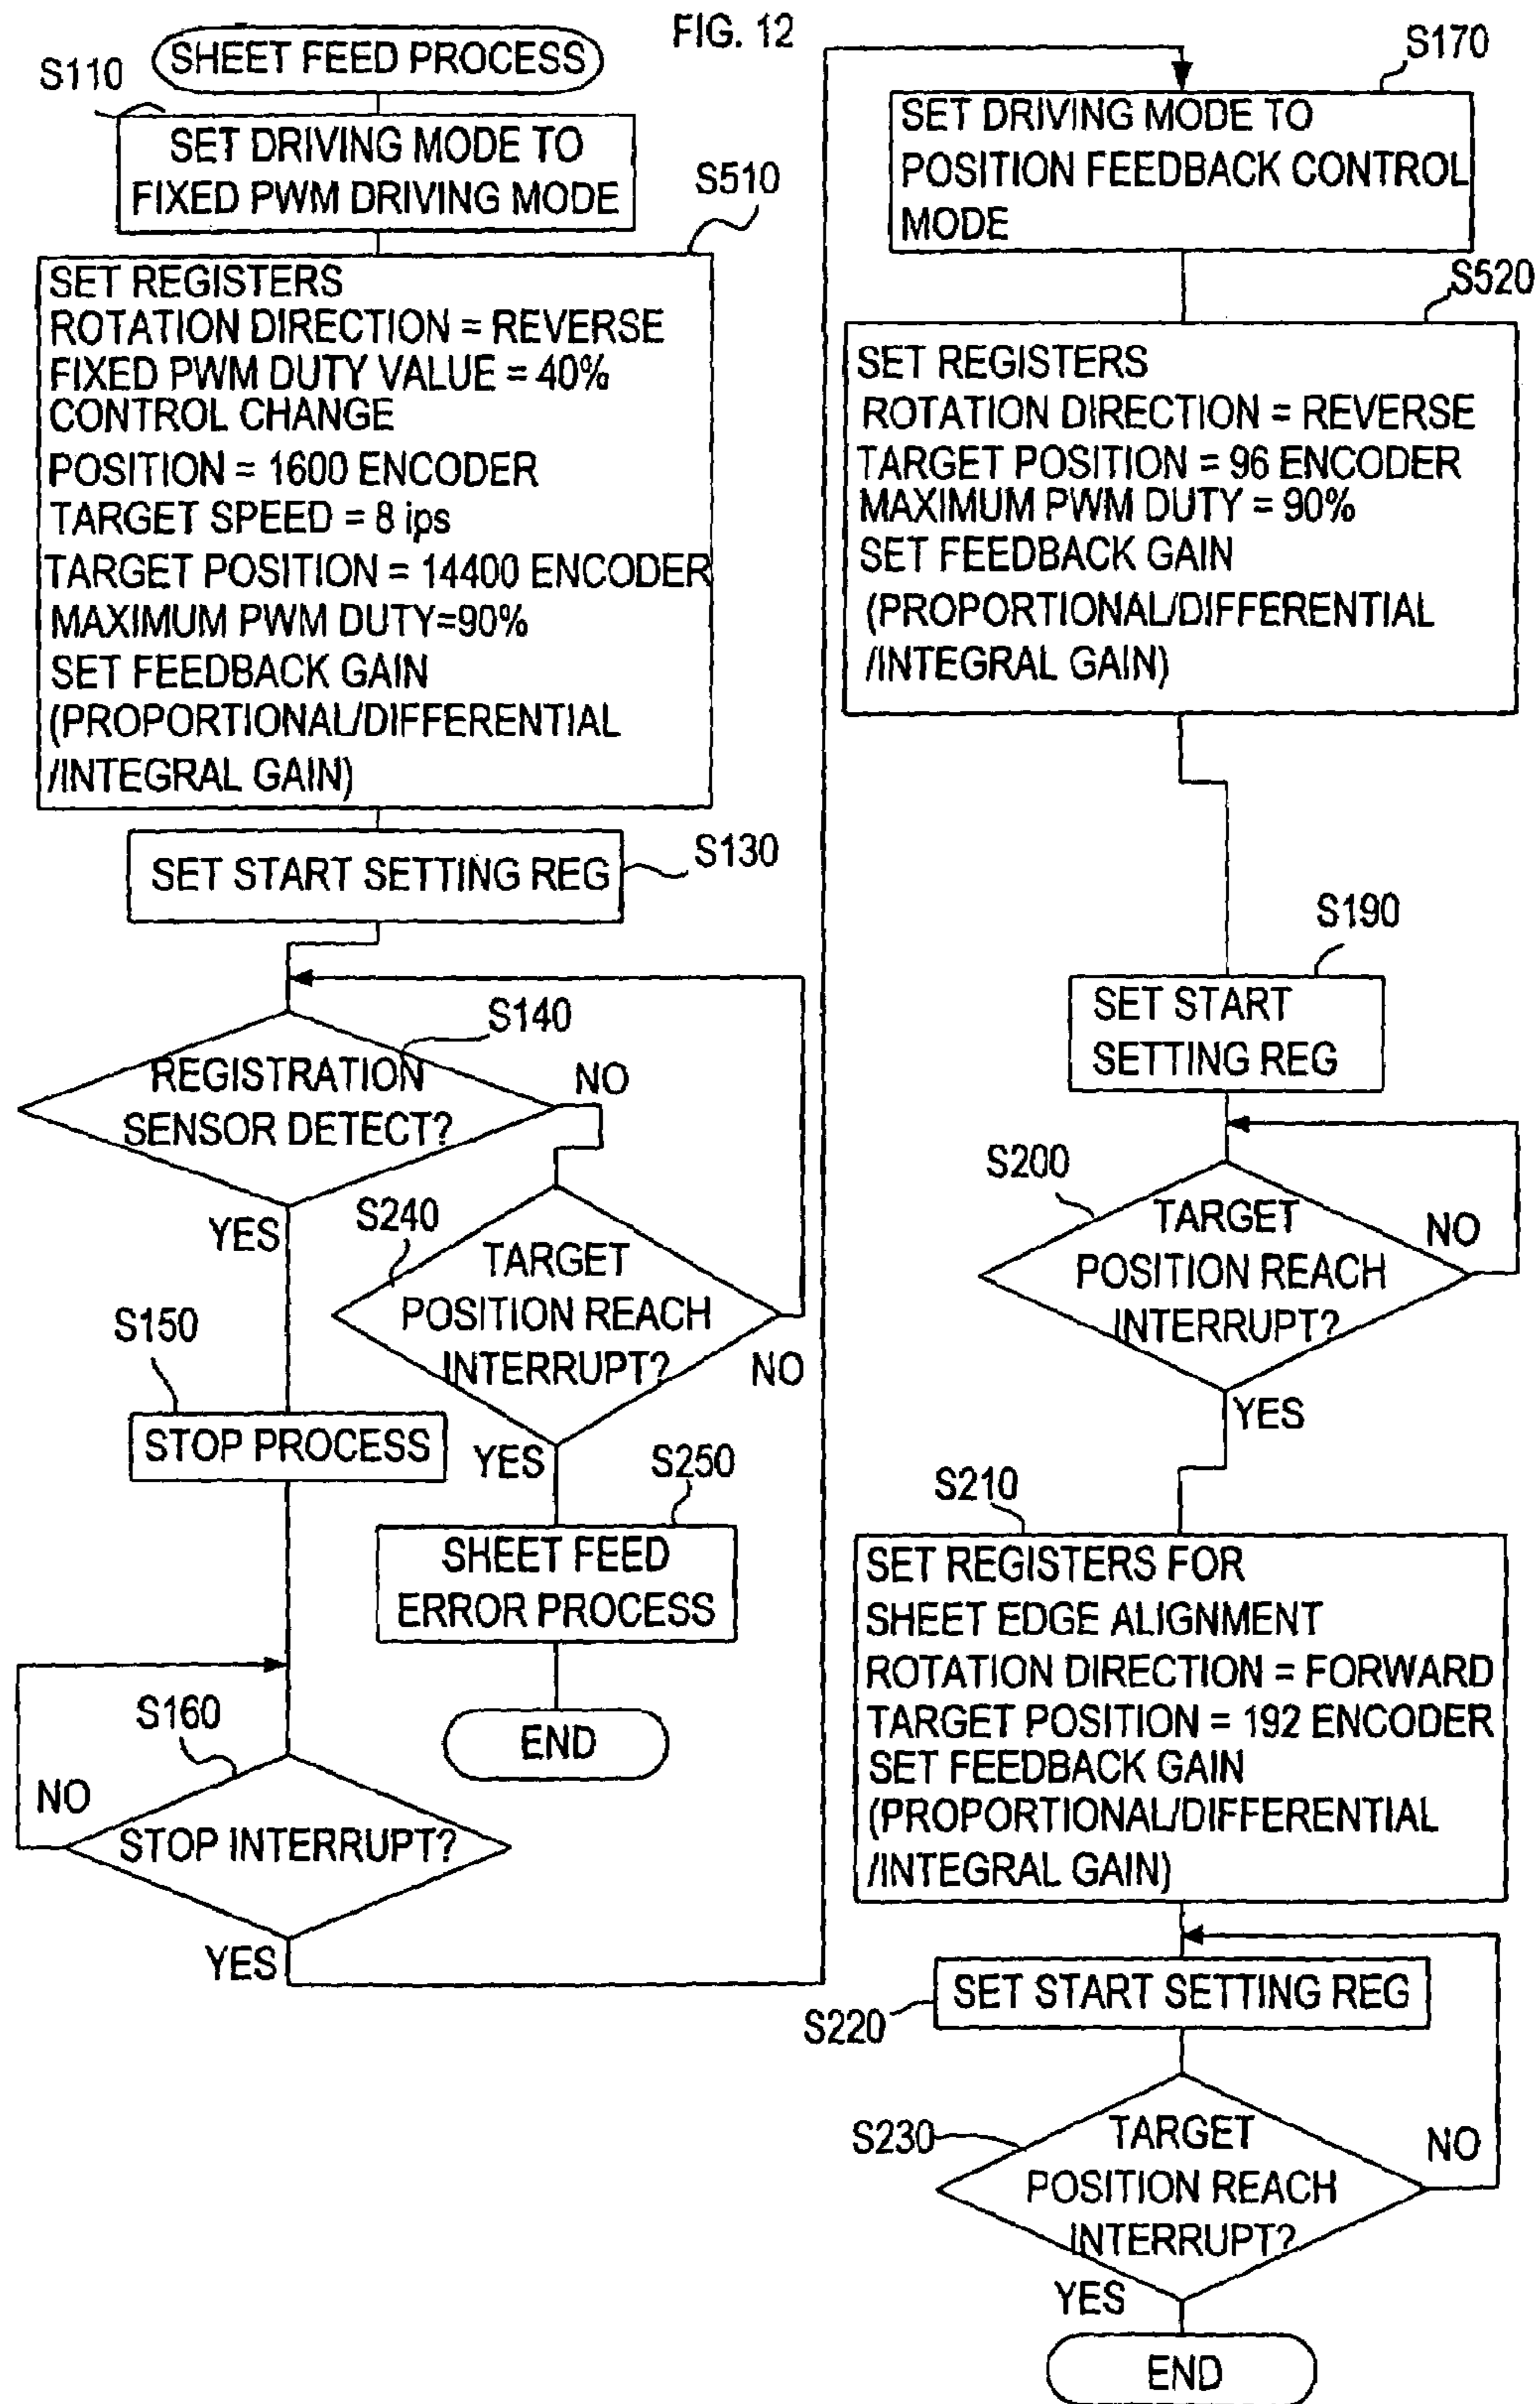 FIG. 12
SHEET FEED PROCESS
S110
SET DRIVING MODE TO
FIXED PWM DRIVING MODE
S510
SET REGISTERS
ROTATION DIRECTION = REVERSE
FIXED PWM DUTY VALUE = 40%
CONTROL CHANGE
POSITION = 1600 ENCODER
TARGET SPEED = 8 ips
TARGET POSITION = 14400 ENCODER
MAXIMUM PWM DUTY=90%
SET FEEDBACK GAIN
(PROPORTIONAL/DIFFERENTIAL
/INTEGRAL GAIN)
SET START SETTING REG
S130
S140
REGISTRATION
SENSOR DETECT?
NO
YES
S240
TARGET
POSITION REACH
INTERRUPT?
NO
YES
S150
STOP PROCESS
S250
SHEET FEED
ERROR PROCESS
END
S160
NO
STOP INTERRUPT?
YES
S170
SET DRIVING MODE TO
POSITION FEEDBACK CONTROL
MODE
S520
SET REGISTERS
ROTATION DIRECTION = REVERSE
TARGET POSITION = 96 ENCODER
MAXIMUM PWM DUTY = 90%
SET FEEDBACK GAIN
(PROPORTIONAL/DIFFERENTIAL
/INTEGRAL GAIN)
S190
SET START
SETTING REG
S200
TARGET
POSITION REACH
INTERRUPT?
NO
YES
S210
SET REGISTERS FOR
SHEET EDGE ALIGNMENT
ROTATION DIRECTION = FORWARD
TARGET POSITION = 192 ENCODER
SET FEEDBACK GAIN
(PROPORTIONAL/DIFFERENTIAL
/INTEGRAL GAIN)
SET START SETTING REG
S220
S230
TARGET
POSITION REACH
INTERRUPT?
NO
YES
END